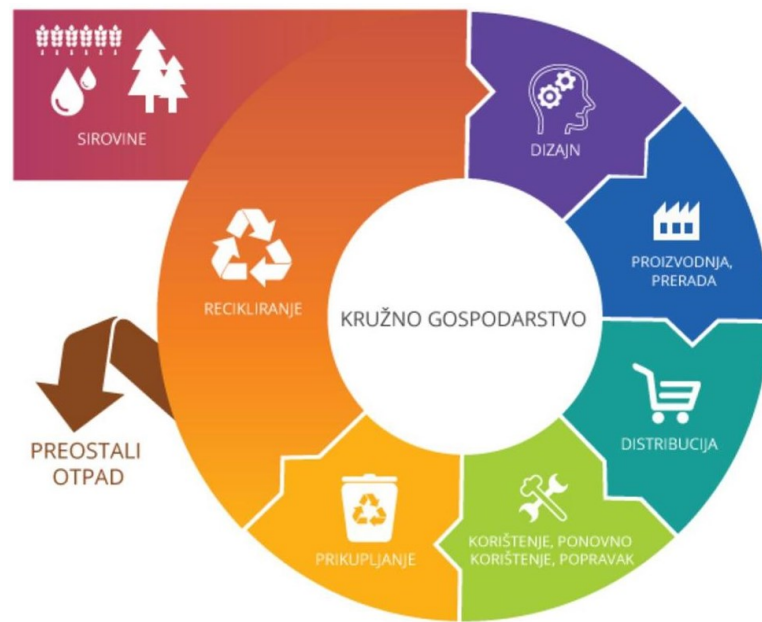 SIROVINE
DIZAJN
PROIZVODNJA,
PRERADA
DISTRIBUCIJA
KORIŠTENJE, PONOVNO
KORIŠTENJE, POPRAVAK
PRIKUPLJANJE
RECIKLIRANJE
PREOSTALI
OTPAD
KRUŽNO GOSPODARSTVO